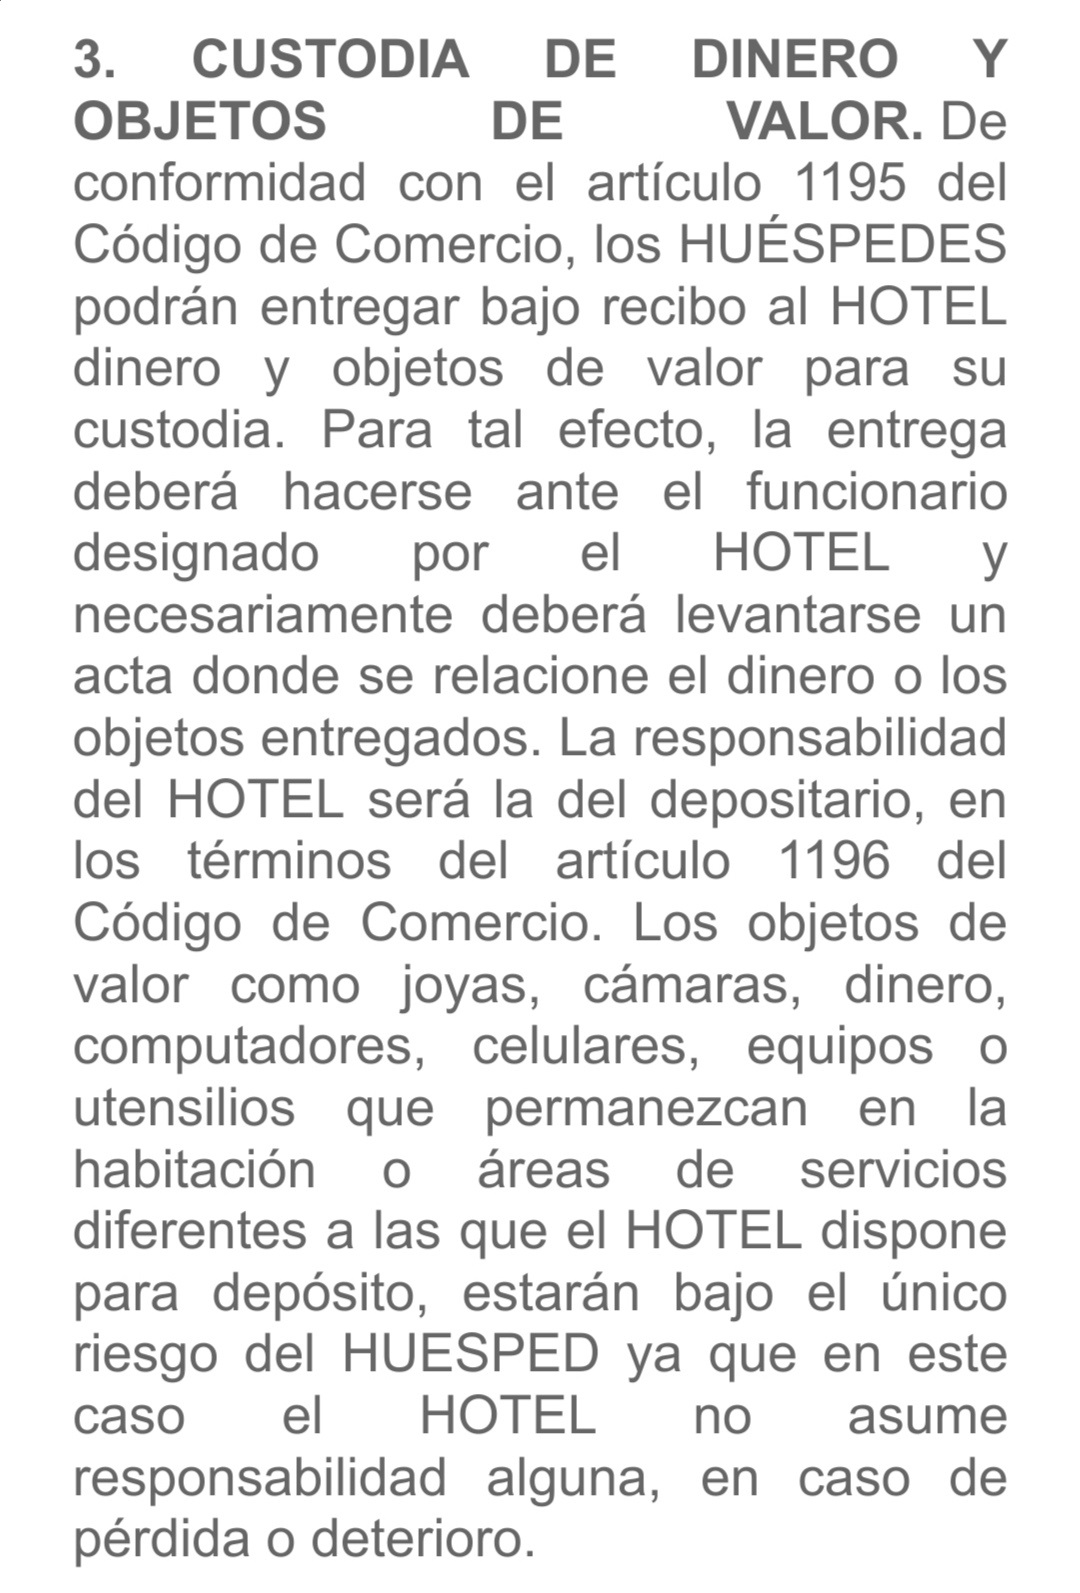 3. CUSTODIA DE DINERO Y
OBJETOS DE VALOR. De
conformidad con el artículo 1195 del
Código de Comercio, los HUÉSPEDES
podrán entregar bajo recibo al HOTEL
dinero y objetos de valor para su
custodia. Para tal efecto, la entrega
deberá hacerse ante el funcionario
designado por el HOTEL y
necesariamente deberá levantarse un
acta donde se relacione el dinero o los
objetos entregados. La responsabilidad
del HOTEL será la del depositario, en
los términos del artículo 1196 del
Código de Comercio. Los objetos de
valor como joyas, cámaras, dinero,
computadores, celulares, equipos o
utensilios que permanezcan en la
habitación o áreas de servicios
diferentes a las que el HOTEL dispone
para depósito, estarán bajo el único
riesgo del HUESPED ya que en este
caso el HOTEL no asume
responsabilidad alguna, en caso de
pérdida o deterioro.